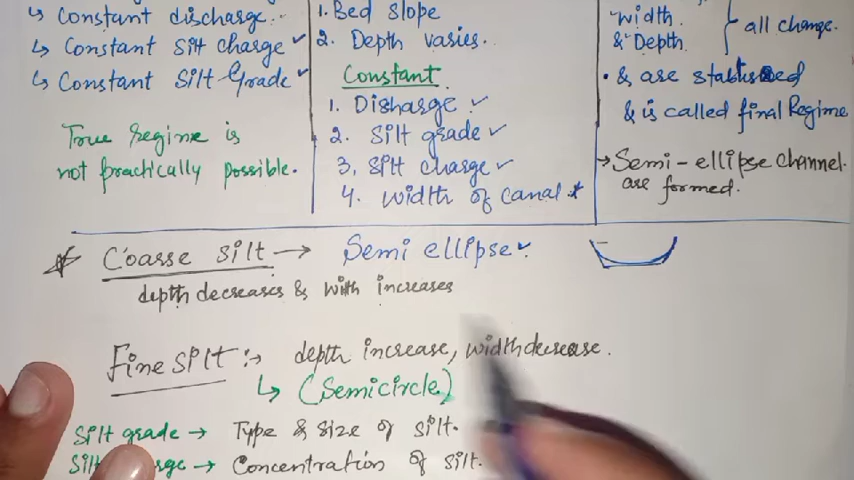 ↳ Constant discharge.
↳ Constant Silt charge ✓
↳ Constant Silt Grade ✓
True regime is
not practically possible.
1. Bed slope
2. Depth varies.
Constant
1. Disharge ✓
2. Silt grade ✓
3. Silt charge ✓
4. Width of canal *
Width
& Depth } all change.
• & are
& is called final Regime
→ Semi-ellipse channel
are formed.
Coarse silt → Semi ellipse ✓
depth decreases & with increases
Fine silt :→ depth increase, width decrease.
↳ (Semicircle)
Silt grade → Type & size of silt.
Silt → Concentration of silt.